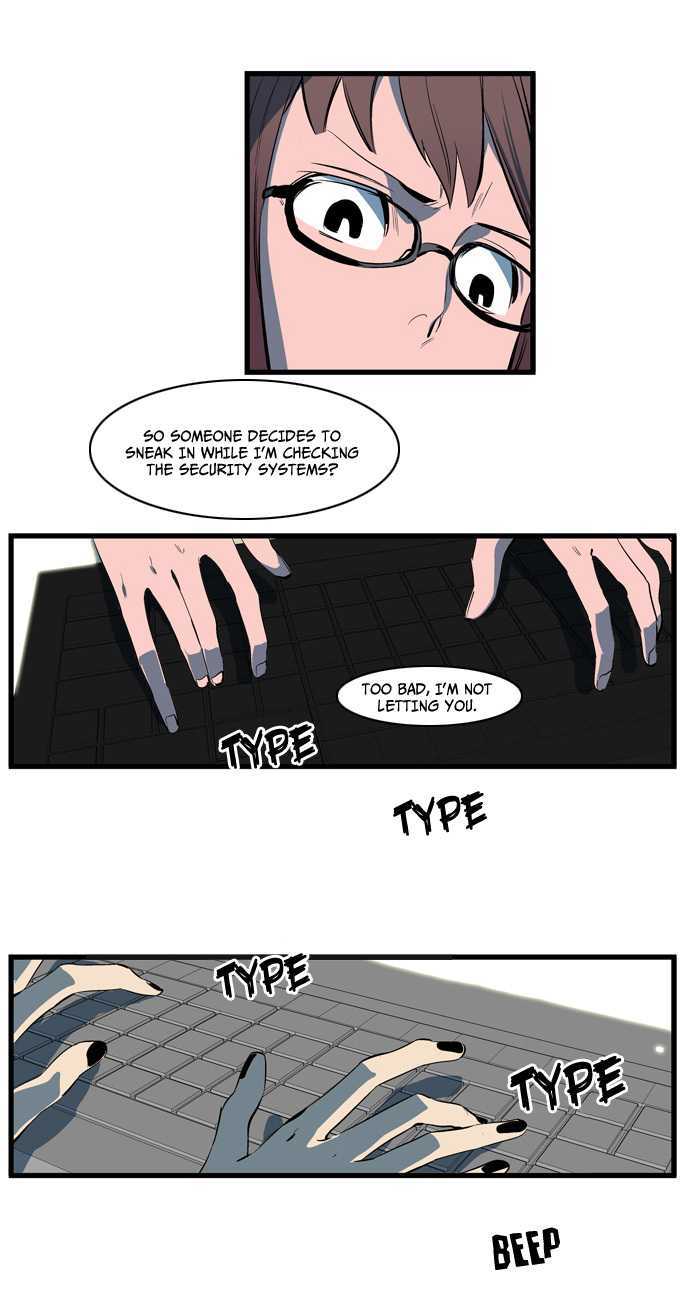 SO SOMEONE DECIDES TO
SNEAK IN WHILE I'M CHECKING
THE SECURITY SYSTEMS?
TOO BAD, I'M NOT
LETTING YOU.
TYPE
TYPE
TYPE
TYPE
BEEP